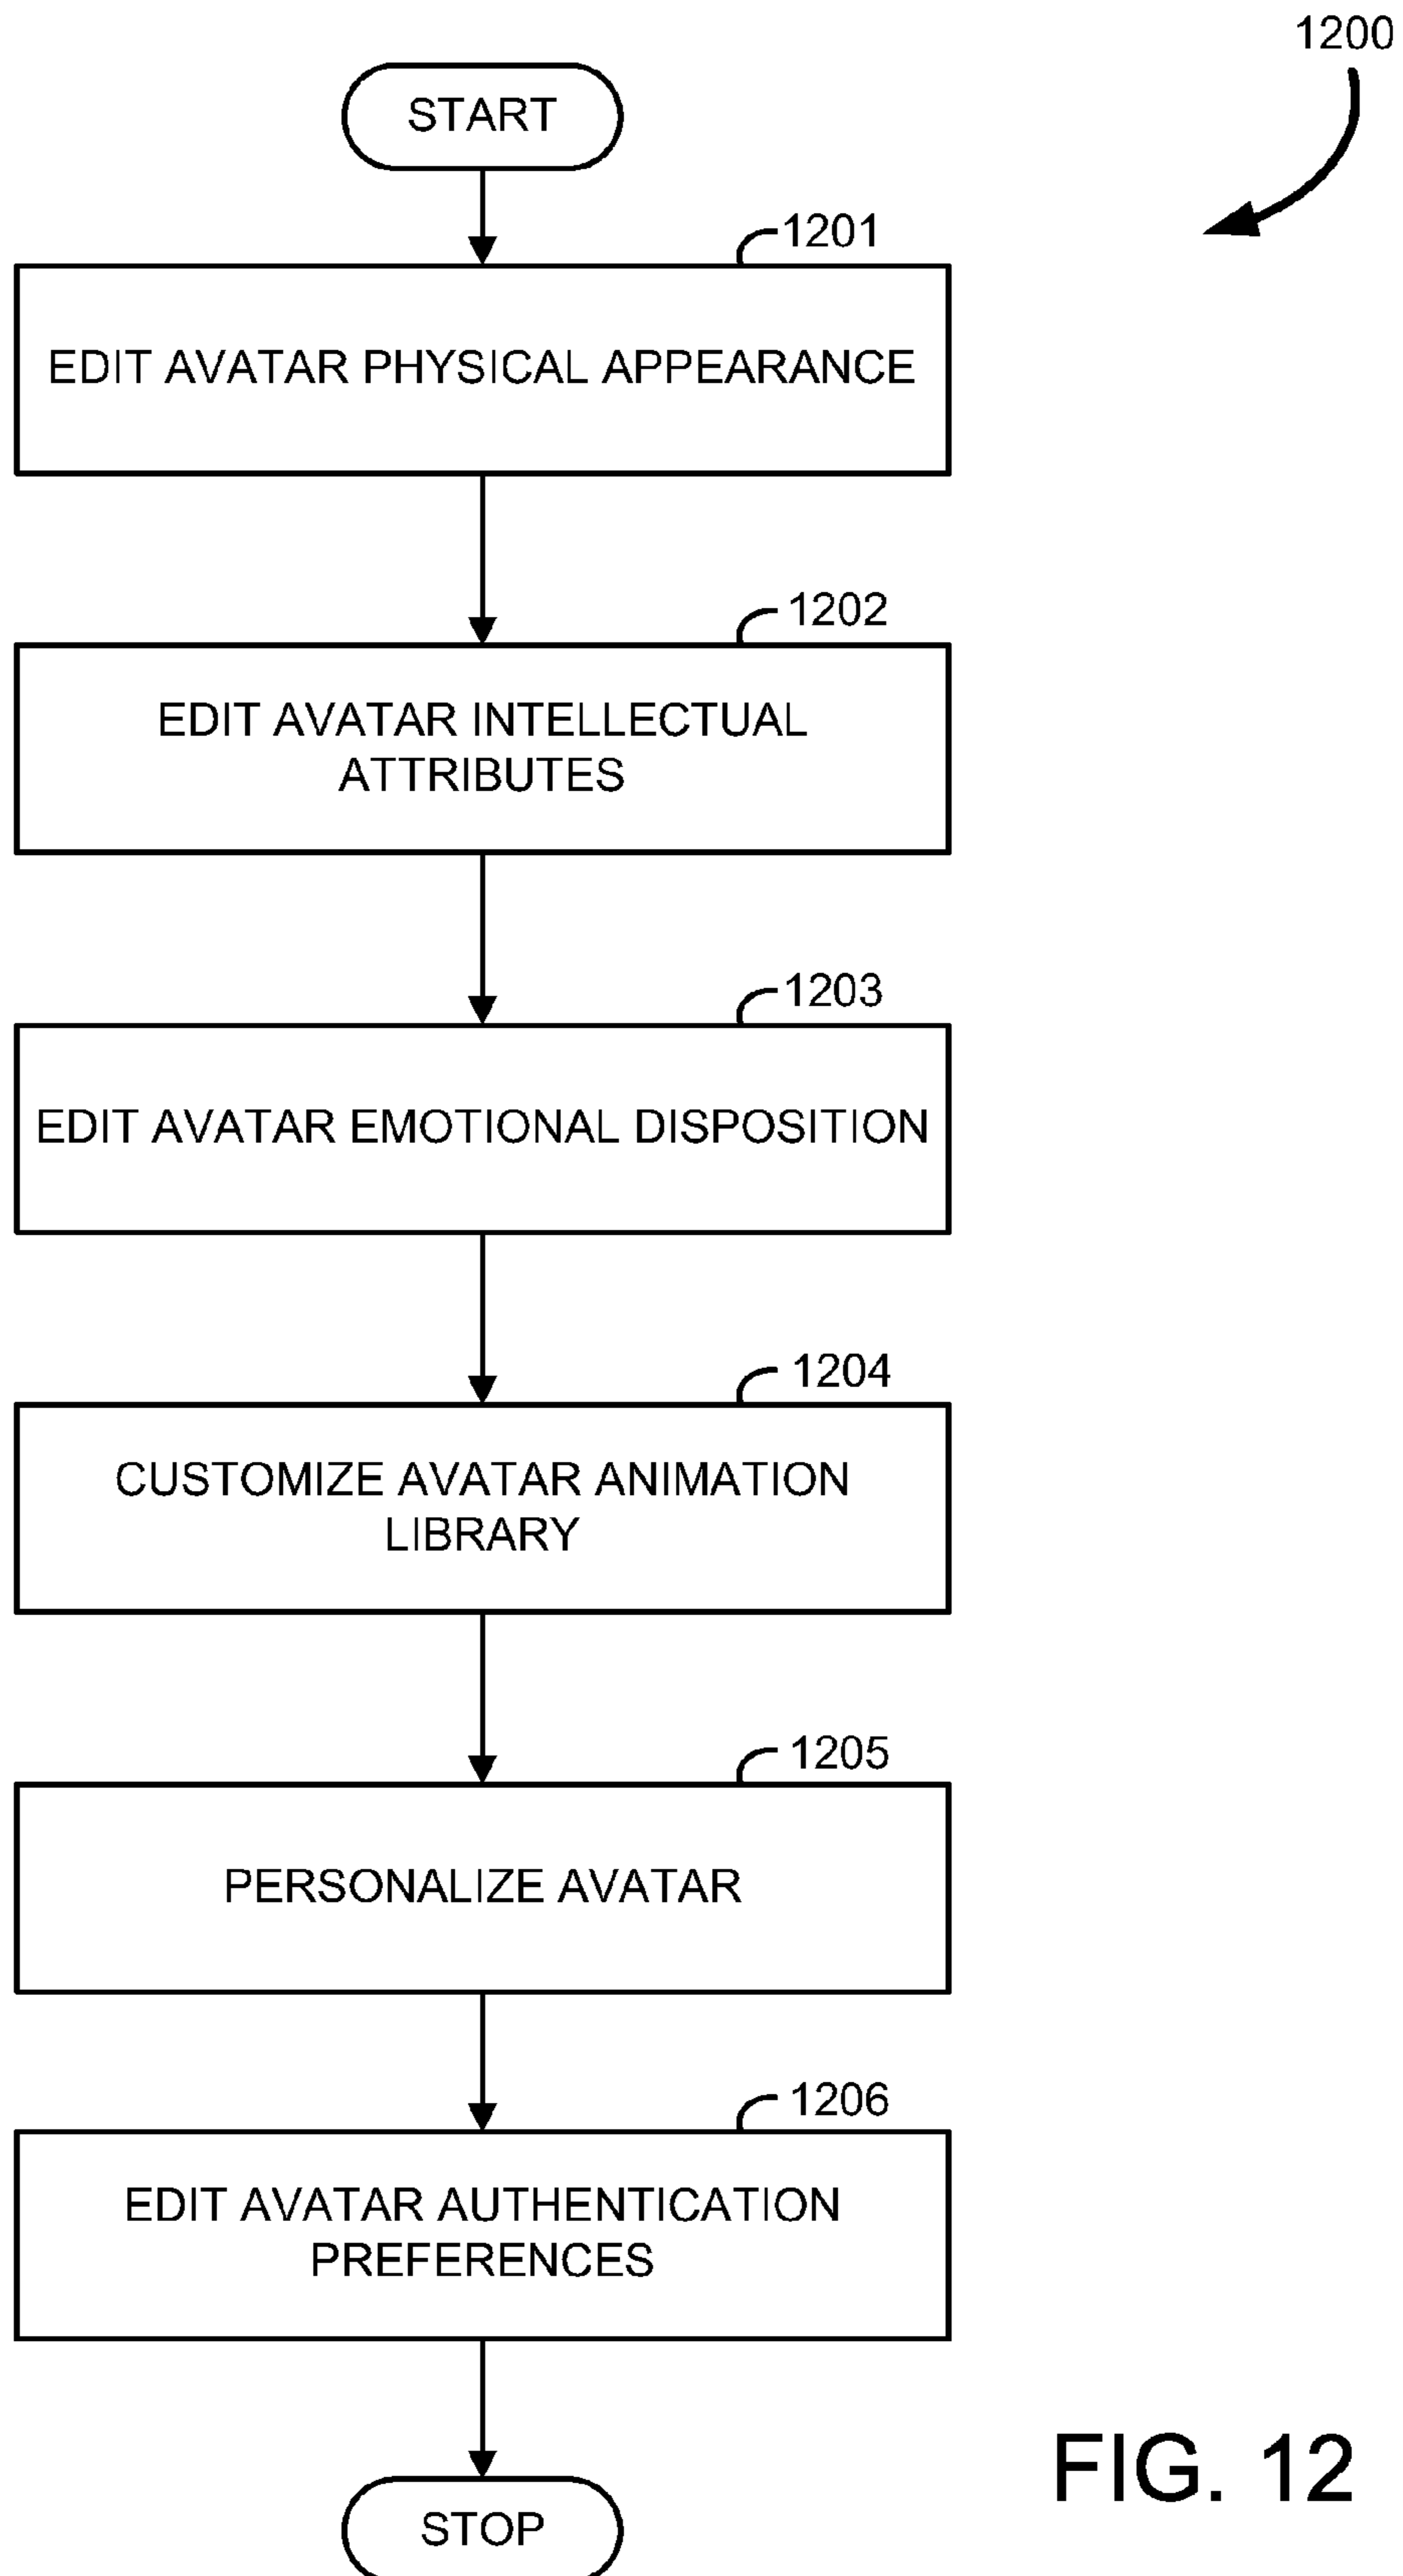 1200
START
1201
EDIT AVATAR PHYSICAL APPEARANCE
1202
EDIT AVATAR INTELLECTUAL
ATTRIBUTES
1203
EDIT AVATAR EMOTIONAL DISPOSITION
1204
CUSTOMIZE AVATAR ANIMATION
LIBRARY
1205
PERSONALIZE AVATAR
1206
EDIT AVATAR AUTHENTICATION
PREFERENCES
STOP
FIG. 12